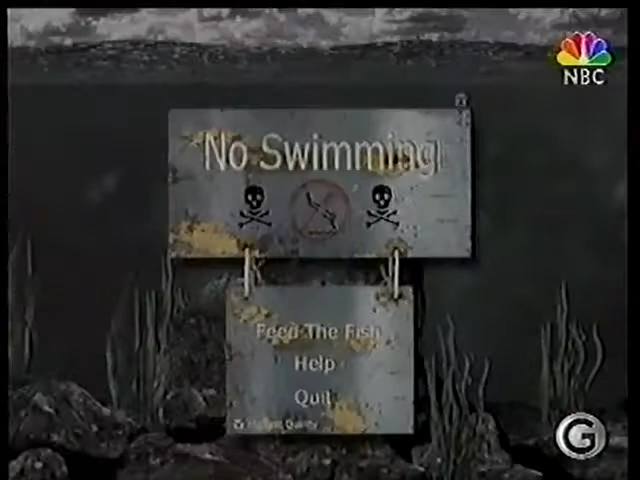 NBC
No Swimming
Feed The Fish
Help
Quit
G